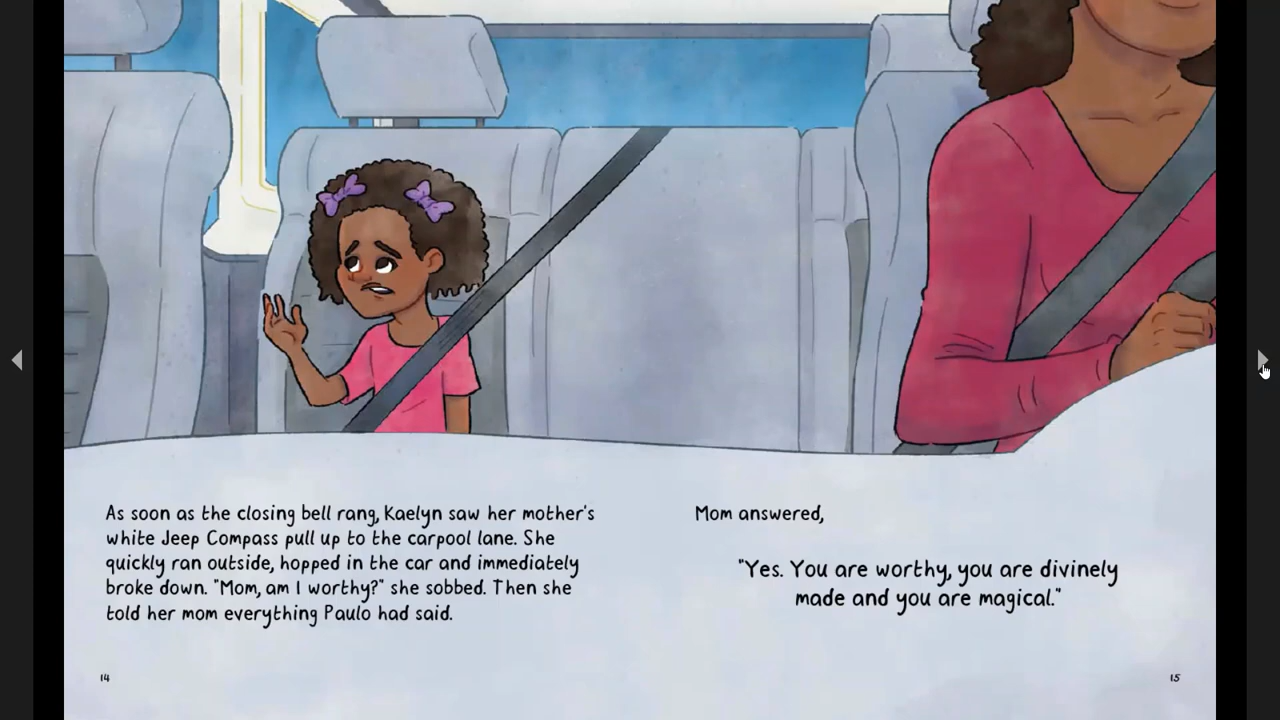 As soon as the closing bell rang, Kaelyn saw her mother's
white Jeep Compass pull up to the carpool lane. She
quickly ran outside, hopped in the car and immediately
broke down. "Mom, am I worthy?" she sobbed. Then she
told her mom everything Paulo had said.
14
Mom answered,
"Yes. You are worthy, you are divinely
made and you are magical."
15